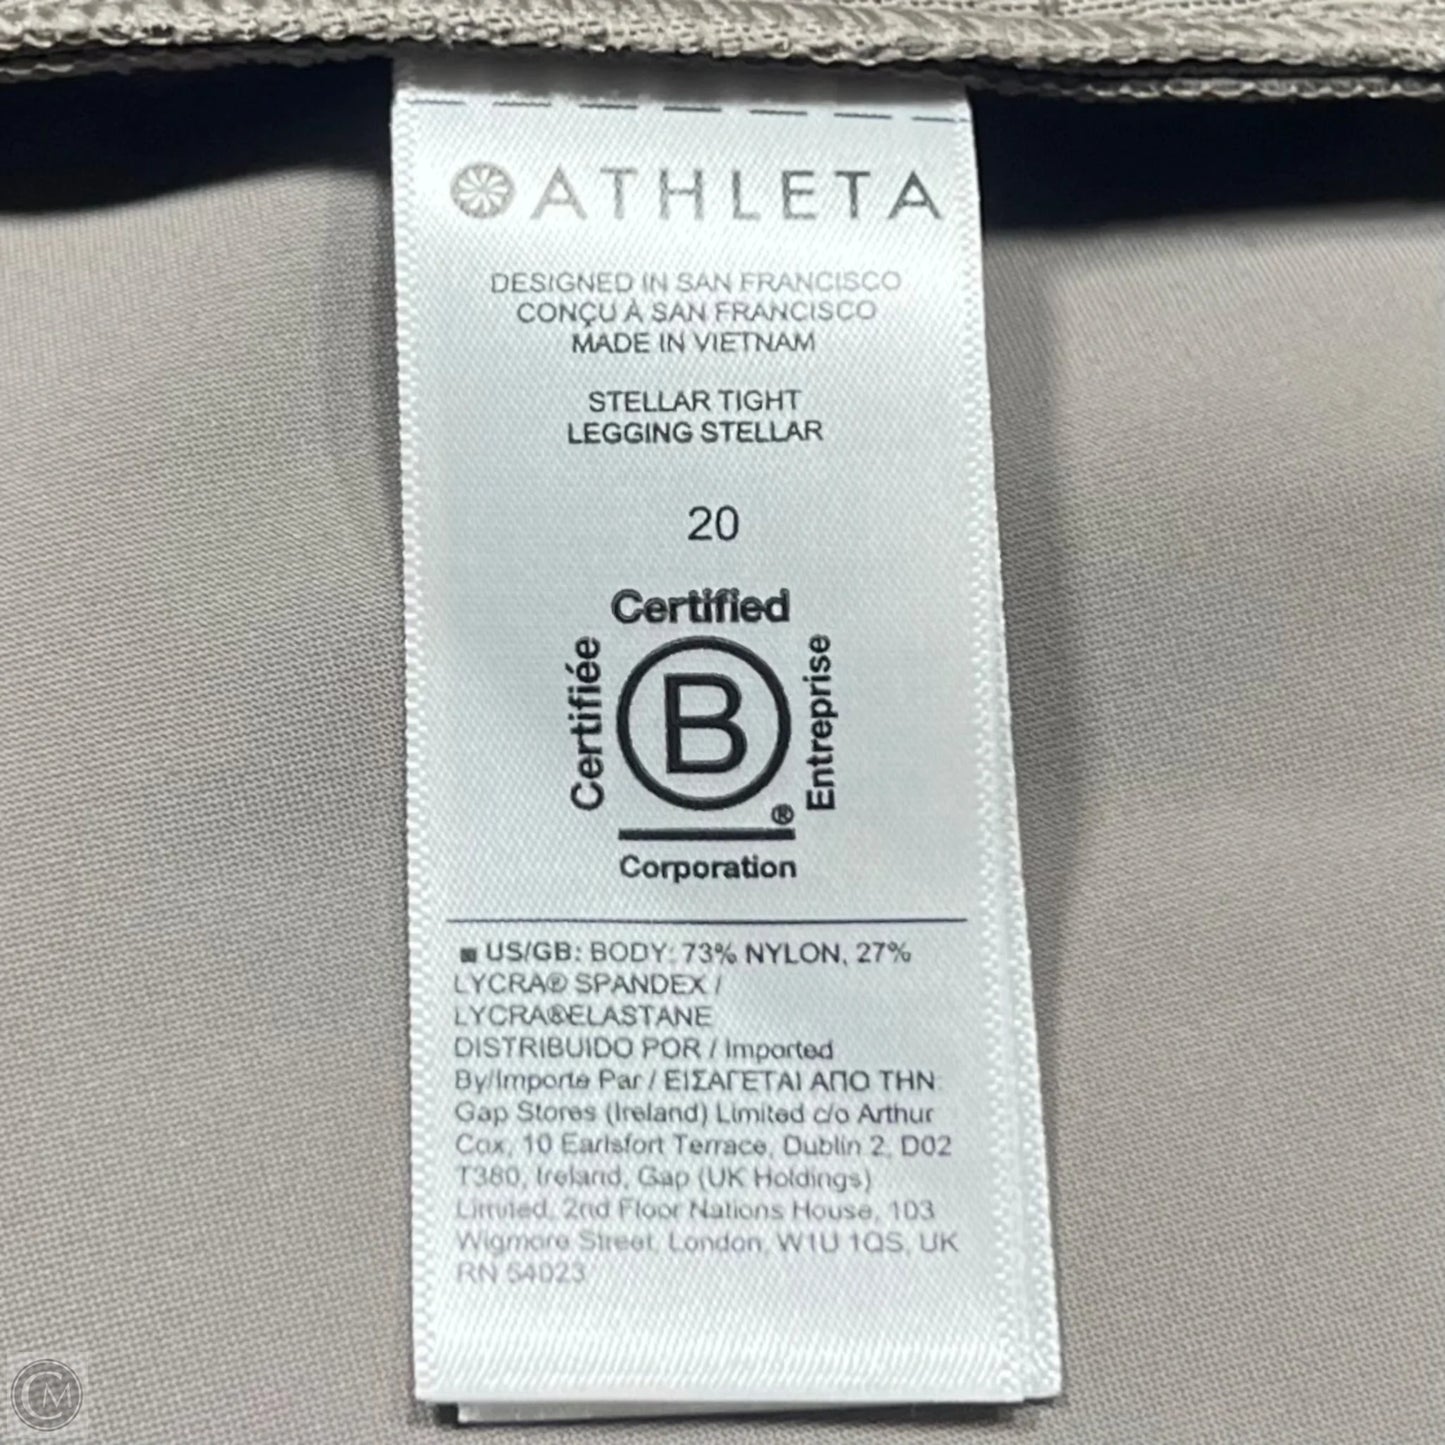 ATHLETA
DESIGNED IN SAN FRANCISCO
CONÇU À SAN FRANCISCO
MADE IN VIETNAM
STELLAR TIGHT
LEGGING STELLAR
20
Certified
Certifiée
B
Entreprise
®
Corporation
US/GB: BODY: 73% NYLON, 27%
LYCRA® SPANDEX /
LYCRA®ELASTANE
DISTRIBUIDO POR / Imported
By/Importe Par / ΕΙΣΑΓΕΤΑΙ ΑΠΟ ΤΗΝ:
Gap Stores (Ireland) Limited c/o Arthur
Cox, 10 Earlsfort Terrace, Dublin 2, D02
T380, Ireland, Gap (UK Holdings)
Limited, 2nd Floor Nations House, 103
Wigmore Street, London, W1U 1QS, UK
RN 54023
CM